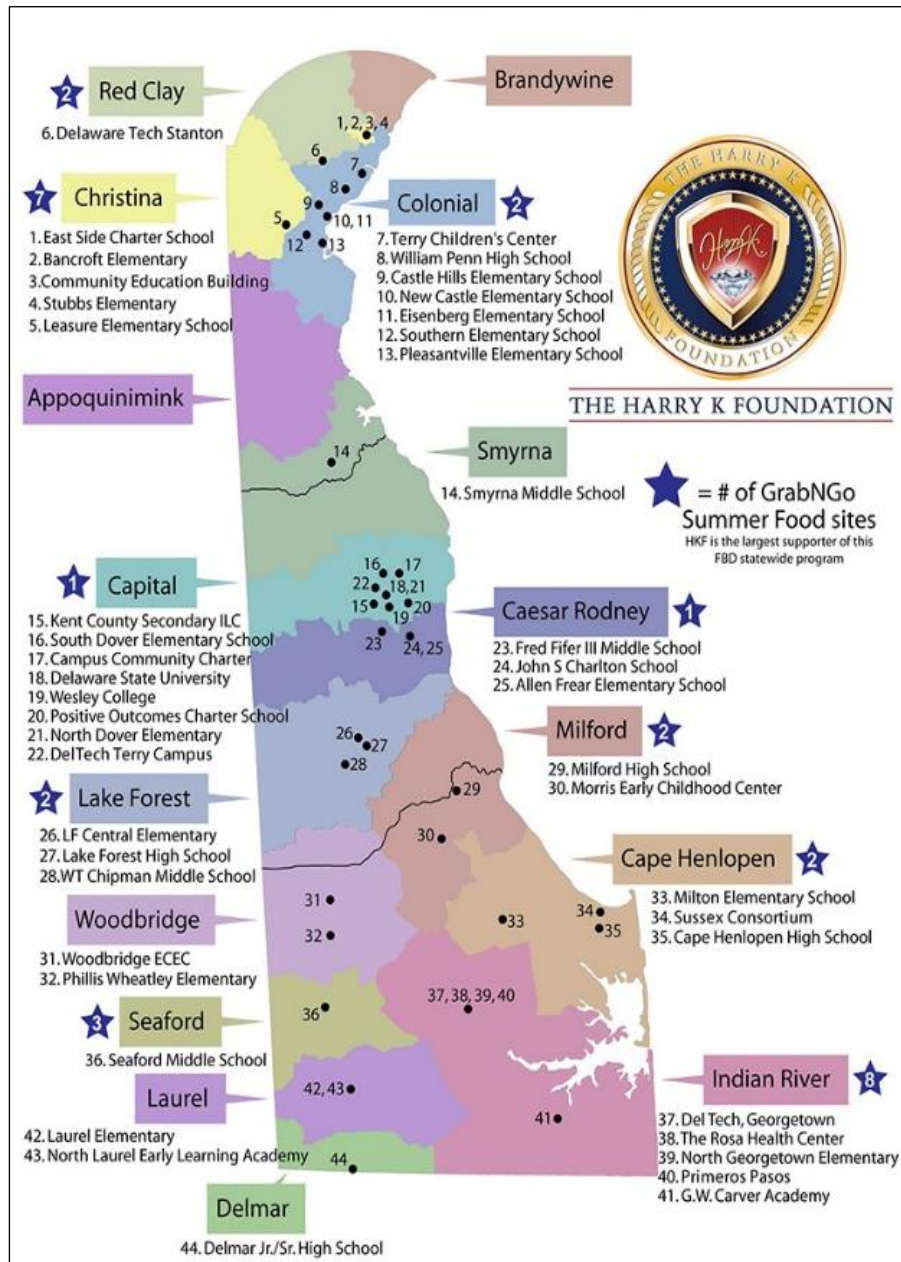 2
Red Clay
6. Delaware Tech Stanton
Brandywine
1, 2, 3, 4
6
7
8
9
10, 11
5
12
13
7
Christina
1. East Side Charter School
2. Bancroft Elementary
3. Community Education Building
4. Stubbs Elementary
5. Leasure Elementary School
Colonial
2
7. Terry Children's Center
8. William Penn High School
9. Castle Hills Elementary School
10. New Castle Elementary School
11. Eisenberg Elementary School
12. Southern Elementary School
13. Pleasantville Elementary School
THE HARRY K
HarryK
FOUNDATION
THE HARRY K FOUNDATION
Appoquinimink
14
Smyrna
14. Smyrna Middle School
= # of GrabNGo
Summer Food sites
HKF is the largest supporter of this
FBD statewide program
1
Capital
15. Kent County Secondary ILC
16. South Dover Elementary School
17. Campus Community Charter
18. Delaware State University
19. Wesley College
20. Positive Outcomes Charter School
21. North Dover Elementary
22. DelTech Terry Campus
16
17
22
18, 21
15
19
20
23
24, 25
Caesar Rodney
1
23. Fred Fifer III Middle School
24. John S Charlton School
25. Allen Frear Elementary School
26
27
28
Milford
2
29. Milford High School
30. Morris Early Childhood Center
2
Lake Forest
26. LF Central Elementary
27. Lake Forest High School
28. WT Chipman Middle School
29
30
Cape Henlopen
2
33. Milton Elementary School
34. Sussex Consortium
35. Cape Henlopen High School
Woodbridge
31. Woodbridge ECEC
32. Phillis Wheatley Elementary
31
32
33
34
35
3
Seaford
36. Seaford Middle School
36
37, 38, 39, 40
Laurel
42. Laurel Elementary
43. North Laurel Early Learning Academy
42, 43
41
Indian River
8
37. Del Tech, Georgetown
38. The Rosa Health Center
39. North Georgetown Elementary
40. Primeros Pasos
41. G.W. Carver Academy
44
Delmar
44. Delmar Jr./Sr. High School